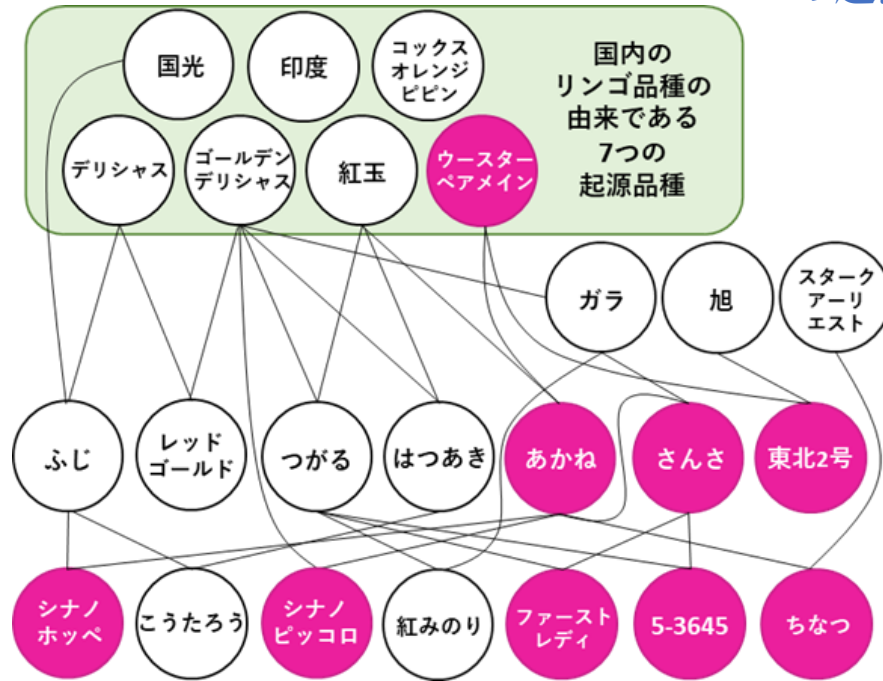 国光
印度
コックス
オレンジ
ピピン
国内の
リンゴ品種の
由来である
7つの
起源品種
デリシャス
ゴールデン
デリシャス
紅玉
ウースター
ペアメイン
ガラ
旭
スターク
アーリ
エスト
ふじ
レッド
ゴールド
つがる
はつあき
あかね
さんさ
東北2号
シナノ
ホッペ
こうたろう
シナノ
ピッコロ
紅みのり
ファースト
レディ
5-3645
ちなつ